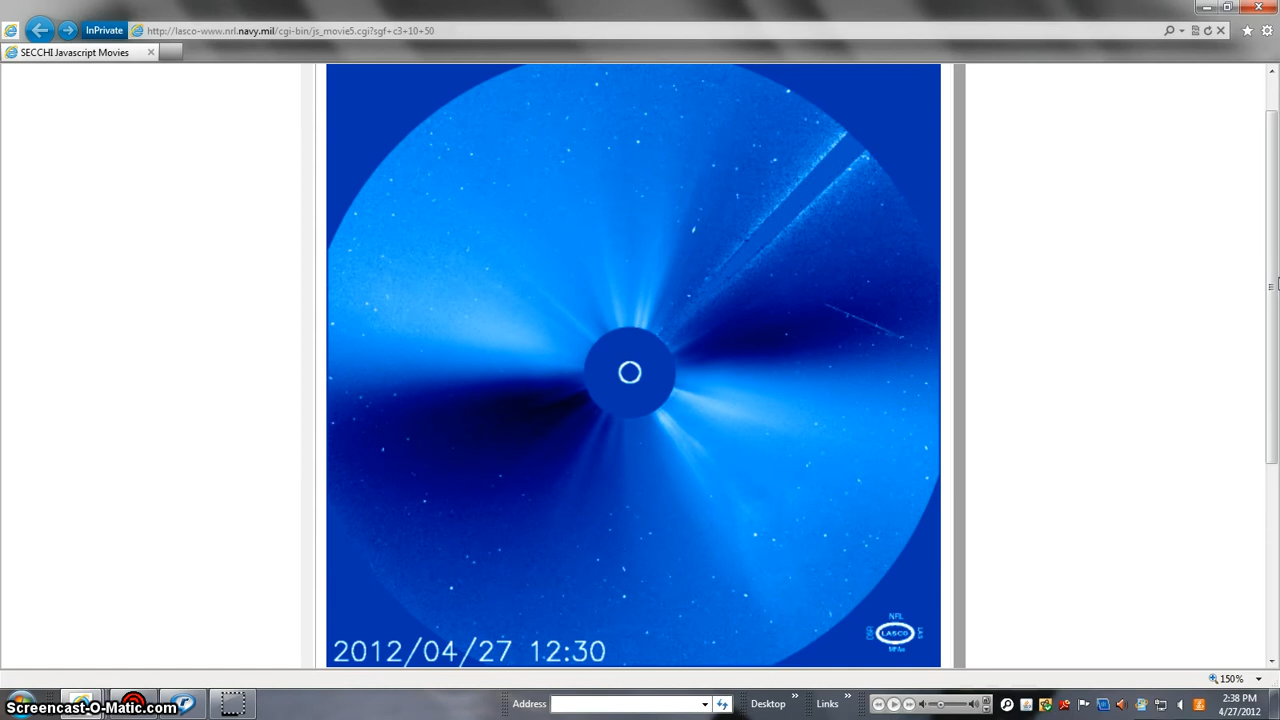 InPrivate
http://lasco-www.nrl.navy.mil/cgi-bin/js_movie5.cgi?sgf+c3+10+50
SECCHI Javascript Movies
NRL
LASCO
2012/04/27 12:30
150%
Screencast-O-Matic.com
Address
Desktop
Links
2:38 PM
4/27/2012